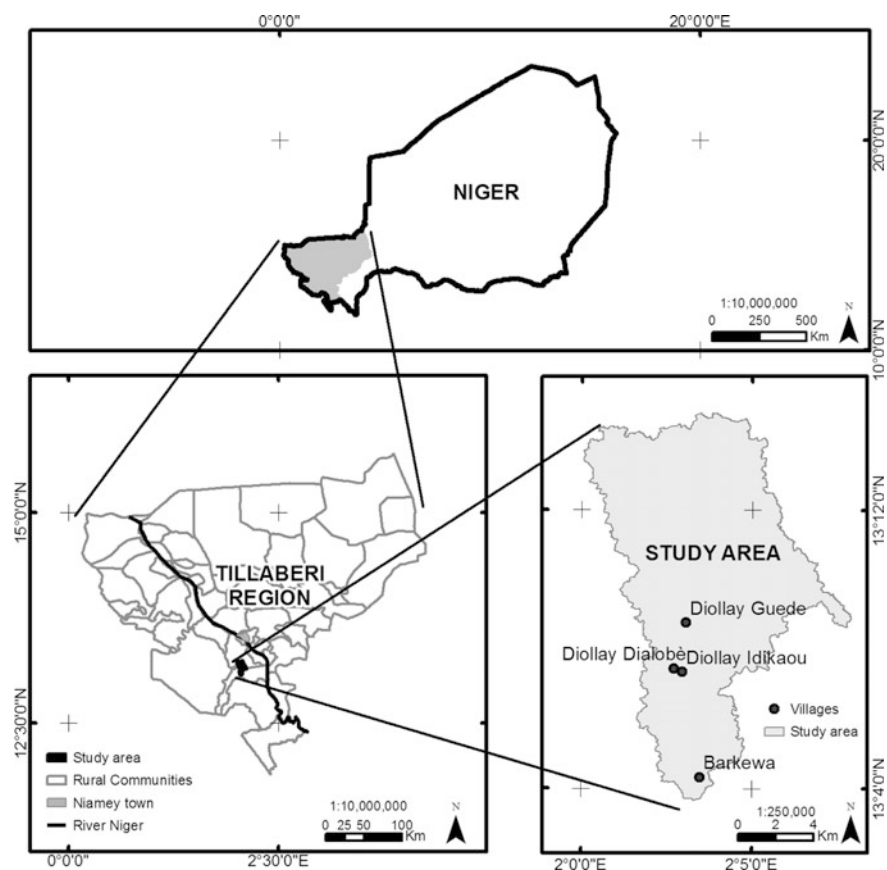 0°0'0"
20°0'0"
20°0'0"N
NIGER
1:10,000,000
0 250 500
Km
N
10°0'0"N
15°0'0"N
TILLABERI
REGION
12°30'0"N
Study area
Rural Communities
Niamey town
River Niger
1:10,000,000
0 25 50 100
Km
N
0°0'0"
2°30'0"
13°12'0"N
STUDY AREA
Diollay Guede
Diollay Dialobè
Diollay Idikaou
Villages
Study area
Barkewa
13°4'0"N
1:250,000
0 2 4
Km
N
2°0'0"
2°5'0"